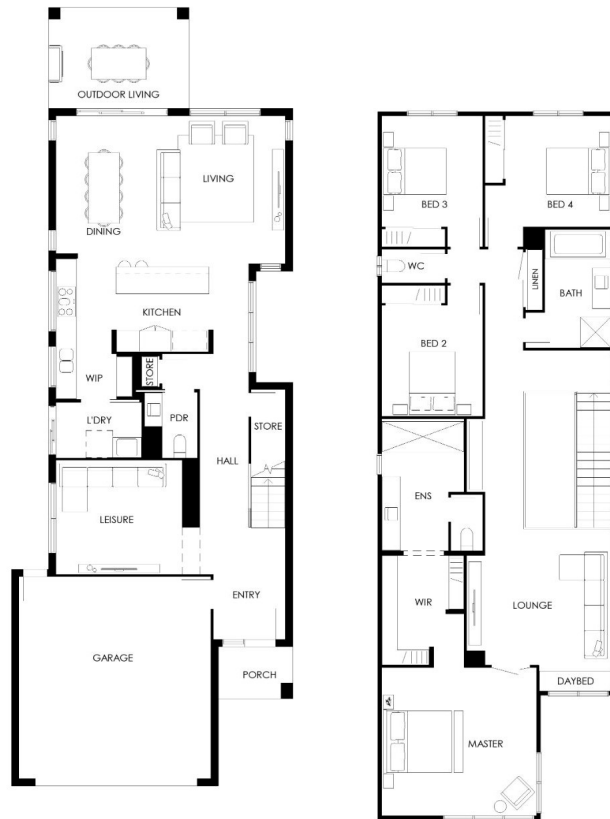 OUTDOOR LIVING
LIVING
DINING
KITCHEN
WIP
STORE
L'DRY
PDR
STORE
HALL
LEISURE
ENTRY
GARAGE
PORCH
BED 3
BED 4
WC
LINEN
BATH
BED 2
ENS
WIR
LOUNGE
DAYBED
MASTER